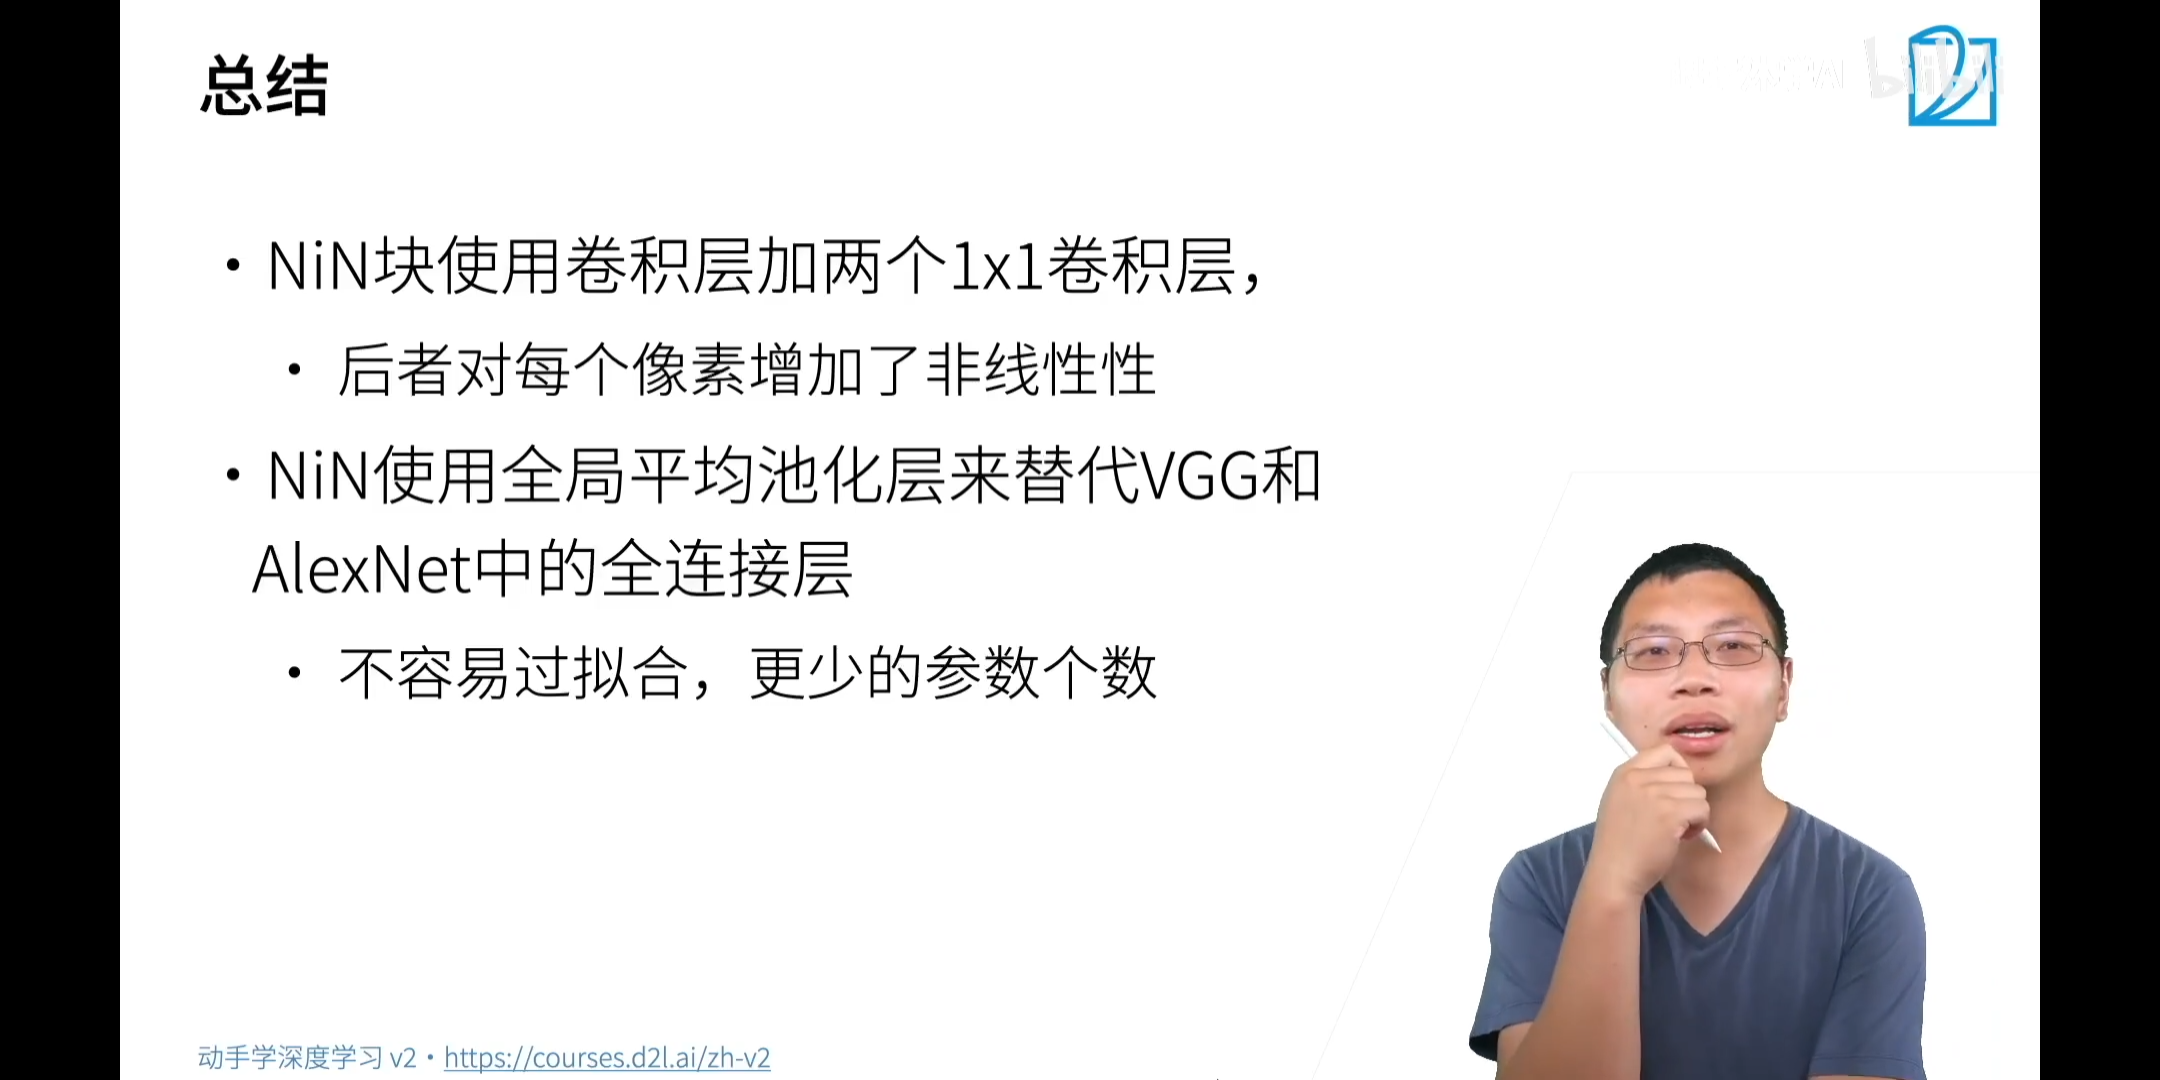 总结
bilibili
• NiN块使用卷积层加两个1x1卷积层，
• 后者对每个像素增加了非线性性
• NiN使用全局平均池化层来替代VGG和
AlexNet中的全连接层
• 不容易过拟合，更少的参数个数
动手学深度学习 v2 • https://courses.d2l.ai/zh-v2